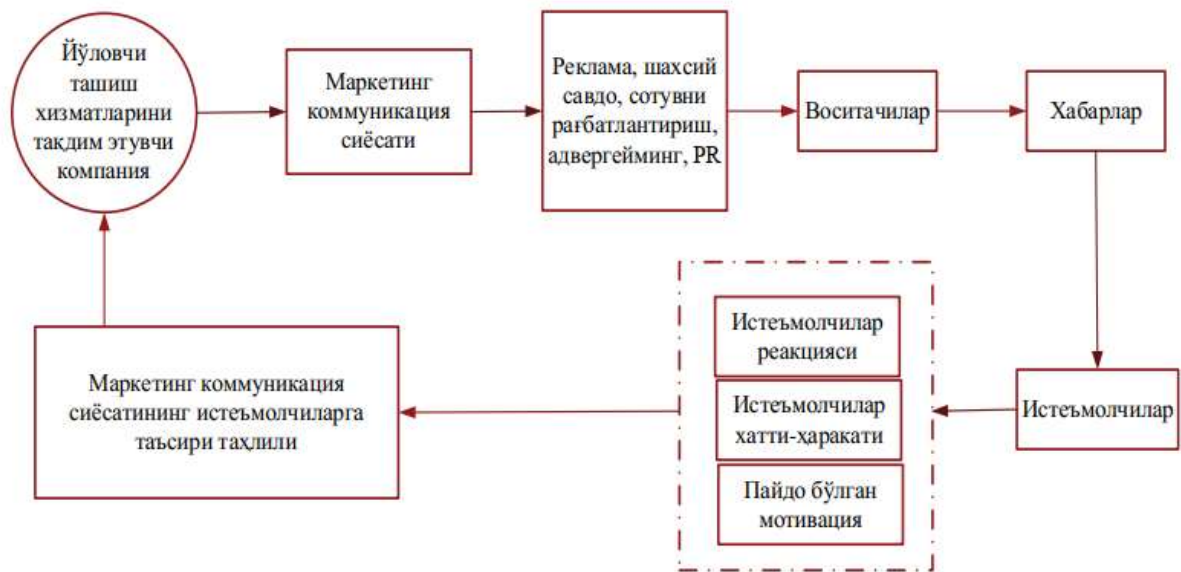 Йўловчи
ташиш
хизматларини
тақдим этувчи
компания
Маркетинг
коммуникация
сиёсати
Реклама, шахсий
савдо, сотувни
рағбатлантириш,
адвергейминг, PR
Воситачилар
Хабарлар
Истеъмолчилар
Истеъмолчилар
реакцияси
Истеъмолчилар
хатти-ҳаракати
Пайдо бўлган
мотивация
Маркетинг коммуникация
сиёсатининг истеъмолчиларга
таъсири таҳлили